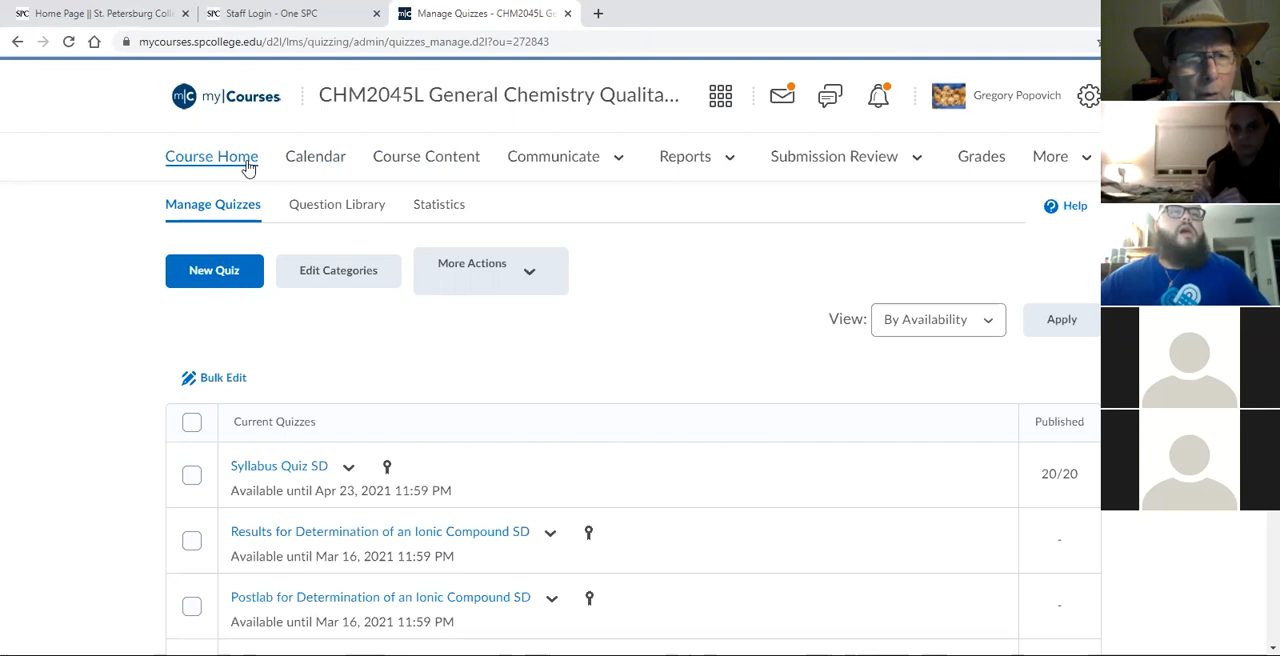 SPC Home Page || St. Petersburg Coll
SPC Staff Login - One SPC
m|C Manage Quizzes - CHM2045L Ge
mycourses.spcollege.edu/d2l/lms/quizzing/admin/quizzes_manage.d2l?ou=272843
m|C my|Courses
CHM2045L General Chemistry Qualita...
Gregory Popovich
Course Home Calendar Course Content Communicate Reports Submission Review Grades More
Manage Quizzes Question Library Statistics
? Help
New Quiz Edit Categories More Actions
View: By Availability Apply
Bulk Edit
Current Quizzes Published
Syllabus Quiz SD
Available until Apr 23, 2021 11:59 PM
20/20
Results for Determination of an Ionic Compound SD
Available until Mar 16, 2021 11:59 PM
-
Postlab for Determination of an Ionic Compound SD
Available until Mar 16, 2021 11:59 PM
-